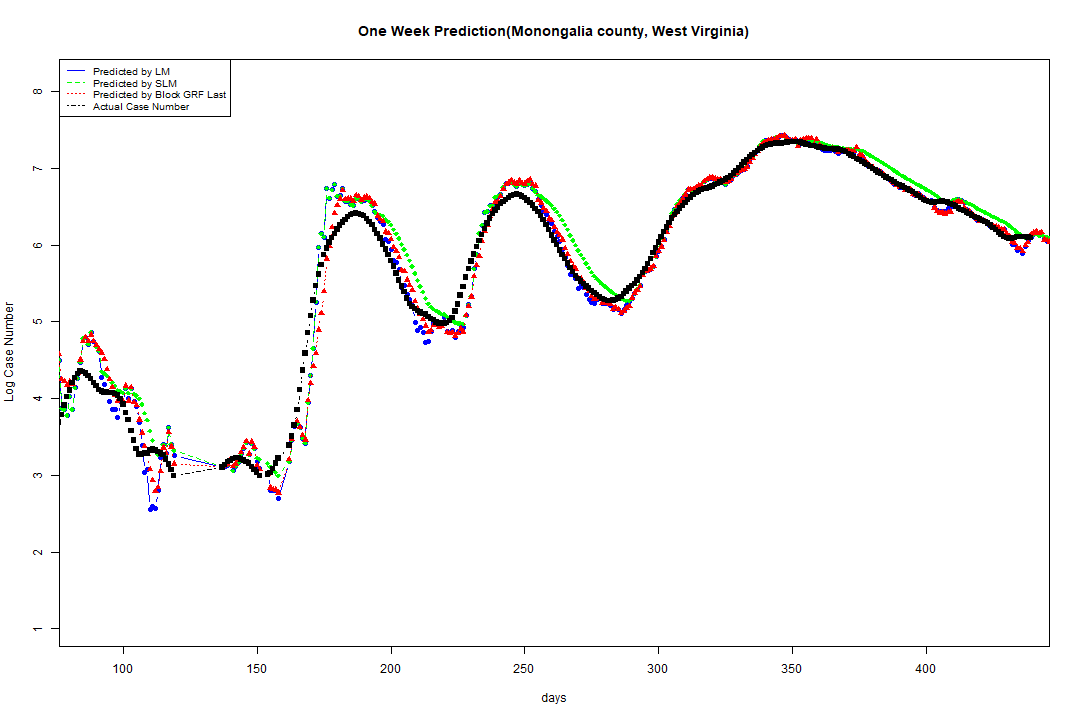 One Week Prediction(Monongalia county, West Virginia)
Predicted by LM
Predicted by SLM
Predicted by Block GRF Last
Actual Case Number
8
7
6
5
4
3
2
1
Log Case Number
100 150 200 250 300 350 400
days